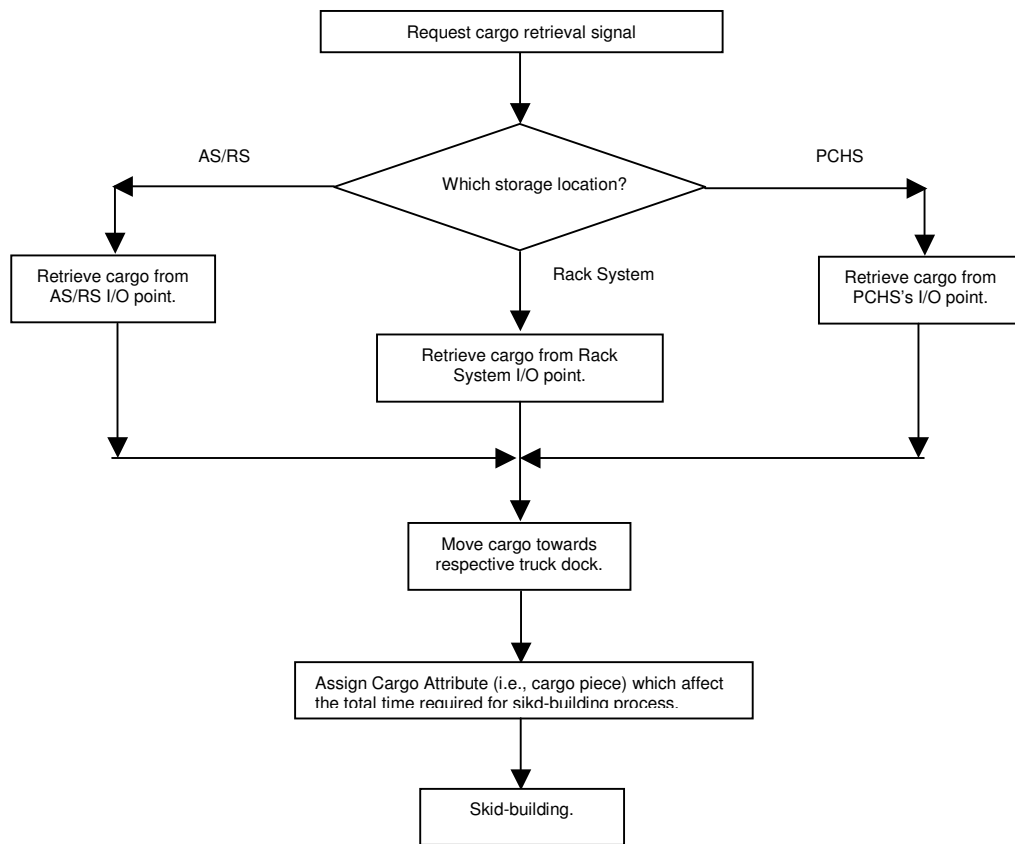 Request cargo retrieval signal
AS/RS
PCHS
Which storage location?
Rack System
Retrieve cargo from
AS/RS I/O point.
Retrieve cargo from
PCHS's I/O point.
Retrieve cargo from Rack
System I/O point.
Move cargo towards
respective truck dock.
Assign Cargo Attribute (i.e., cargo piece) which affect
the total time required for sikd-building process.
Skid-building.